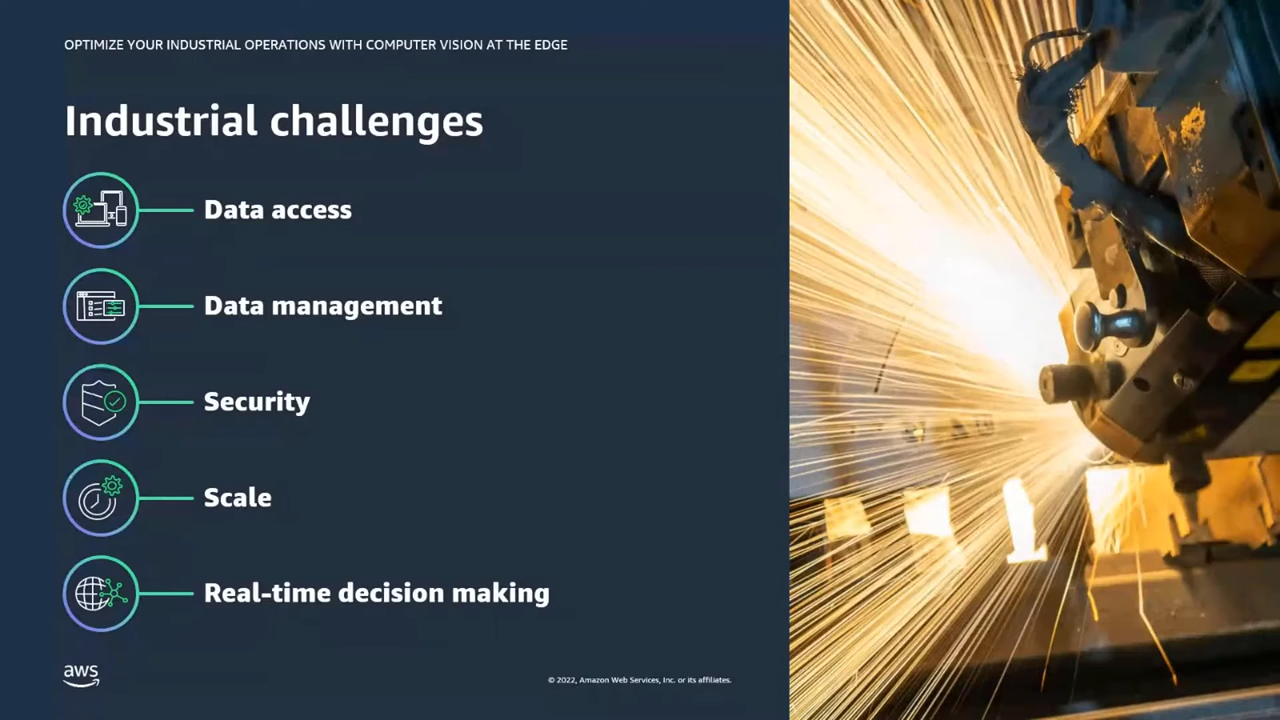 OPTIMIZE YOUR INDUSTRIAL OPERATIONS WITH COMPUTER VISION AT THE EDGE
Industrial challenges
Data access
Data management
Security
Scale
Real-time decision making
aws
© 2022, Amazon Web Services, Inc. or its affiliates.